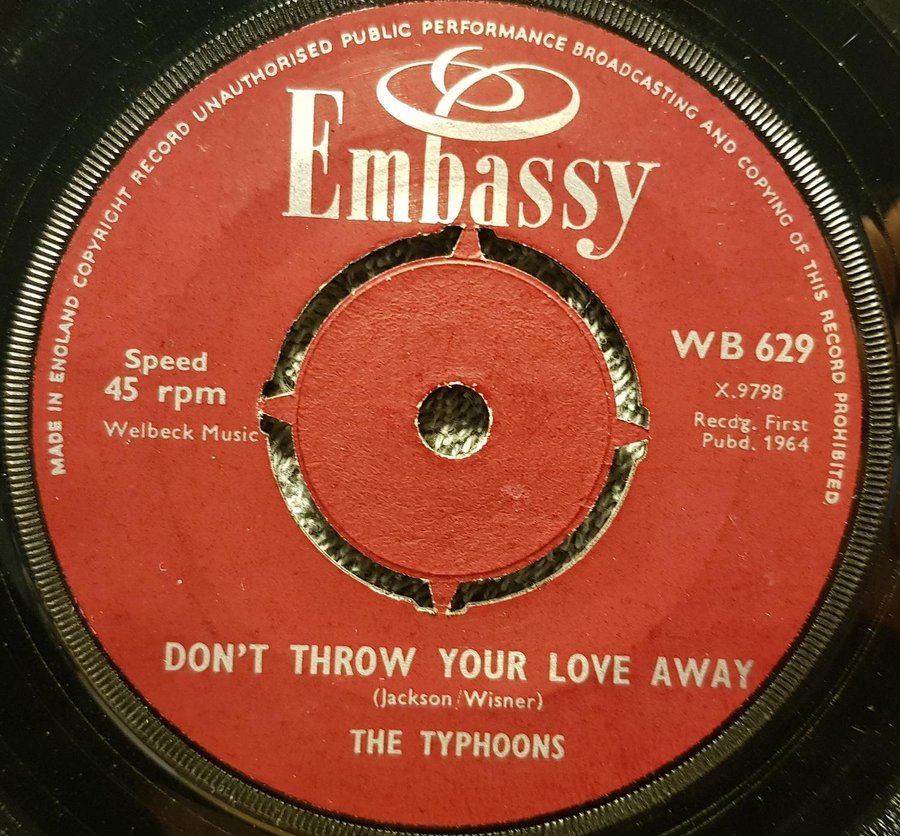 MADE IN ENGLAND COPYRIGHT RECORD UNAUTHORISED PUBLIC PERFORMANCE BROADCASTING AND COPYING OF THIS RECORD PROHIBITED
Embassy
Speed
45 rpm
Welbeck Music
WB 629
X.9798
Recdg. First
Pubd. 1964
DON'T THROW YOUR LOVE AWAY
(Jackson/Wisner)
THE TYPHOONS